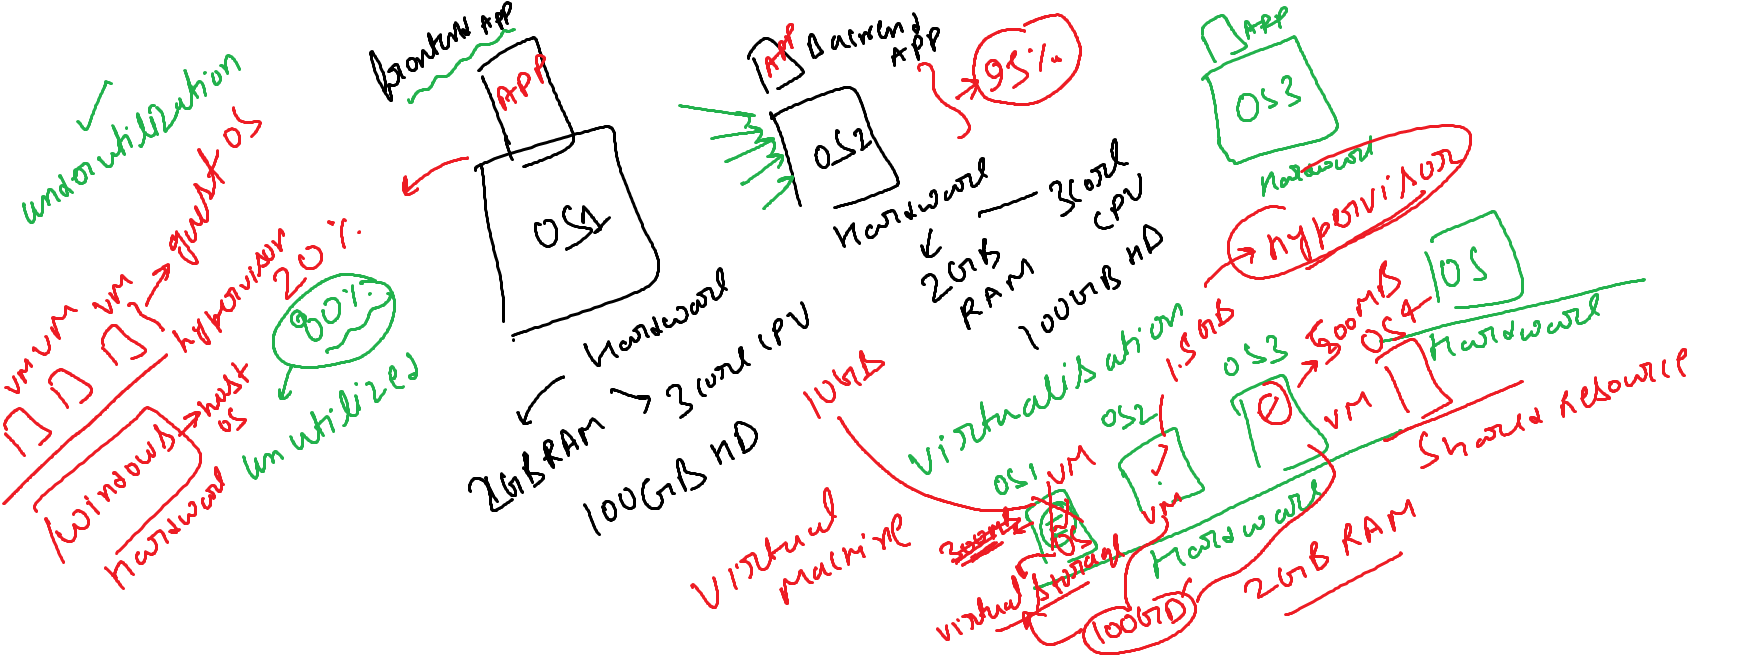 underutilization
frontend APP
APP
OS1
20%
80%
unutilized
Hardware
2GB RAM
3 core CPU
100GB HD
APP
Backend
APP
95%
OS2
Hardware
3 core
CPU
2GB
RAM
100GB HD
APP
OS3
Hardware
hypervisor
guest OS
VM VM VM
hypervisor
Windows
host
OS
Hardware
virtualisation
1.5GB
500MB
OS4
OS
Hardware
OS3
OS2
OS1
VM
VM
VM
10GB
300MB
OS
Hardware
Shared Resource
Virtual
Machine
virtual storage
100GB
2GB RAM